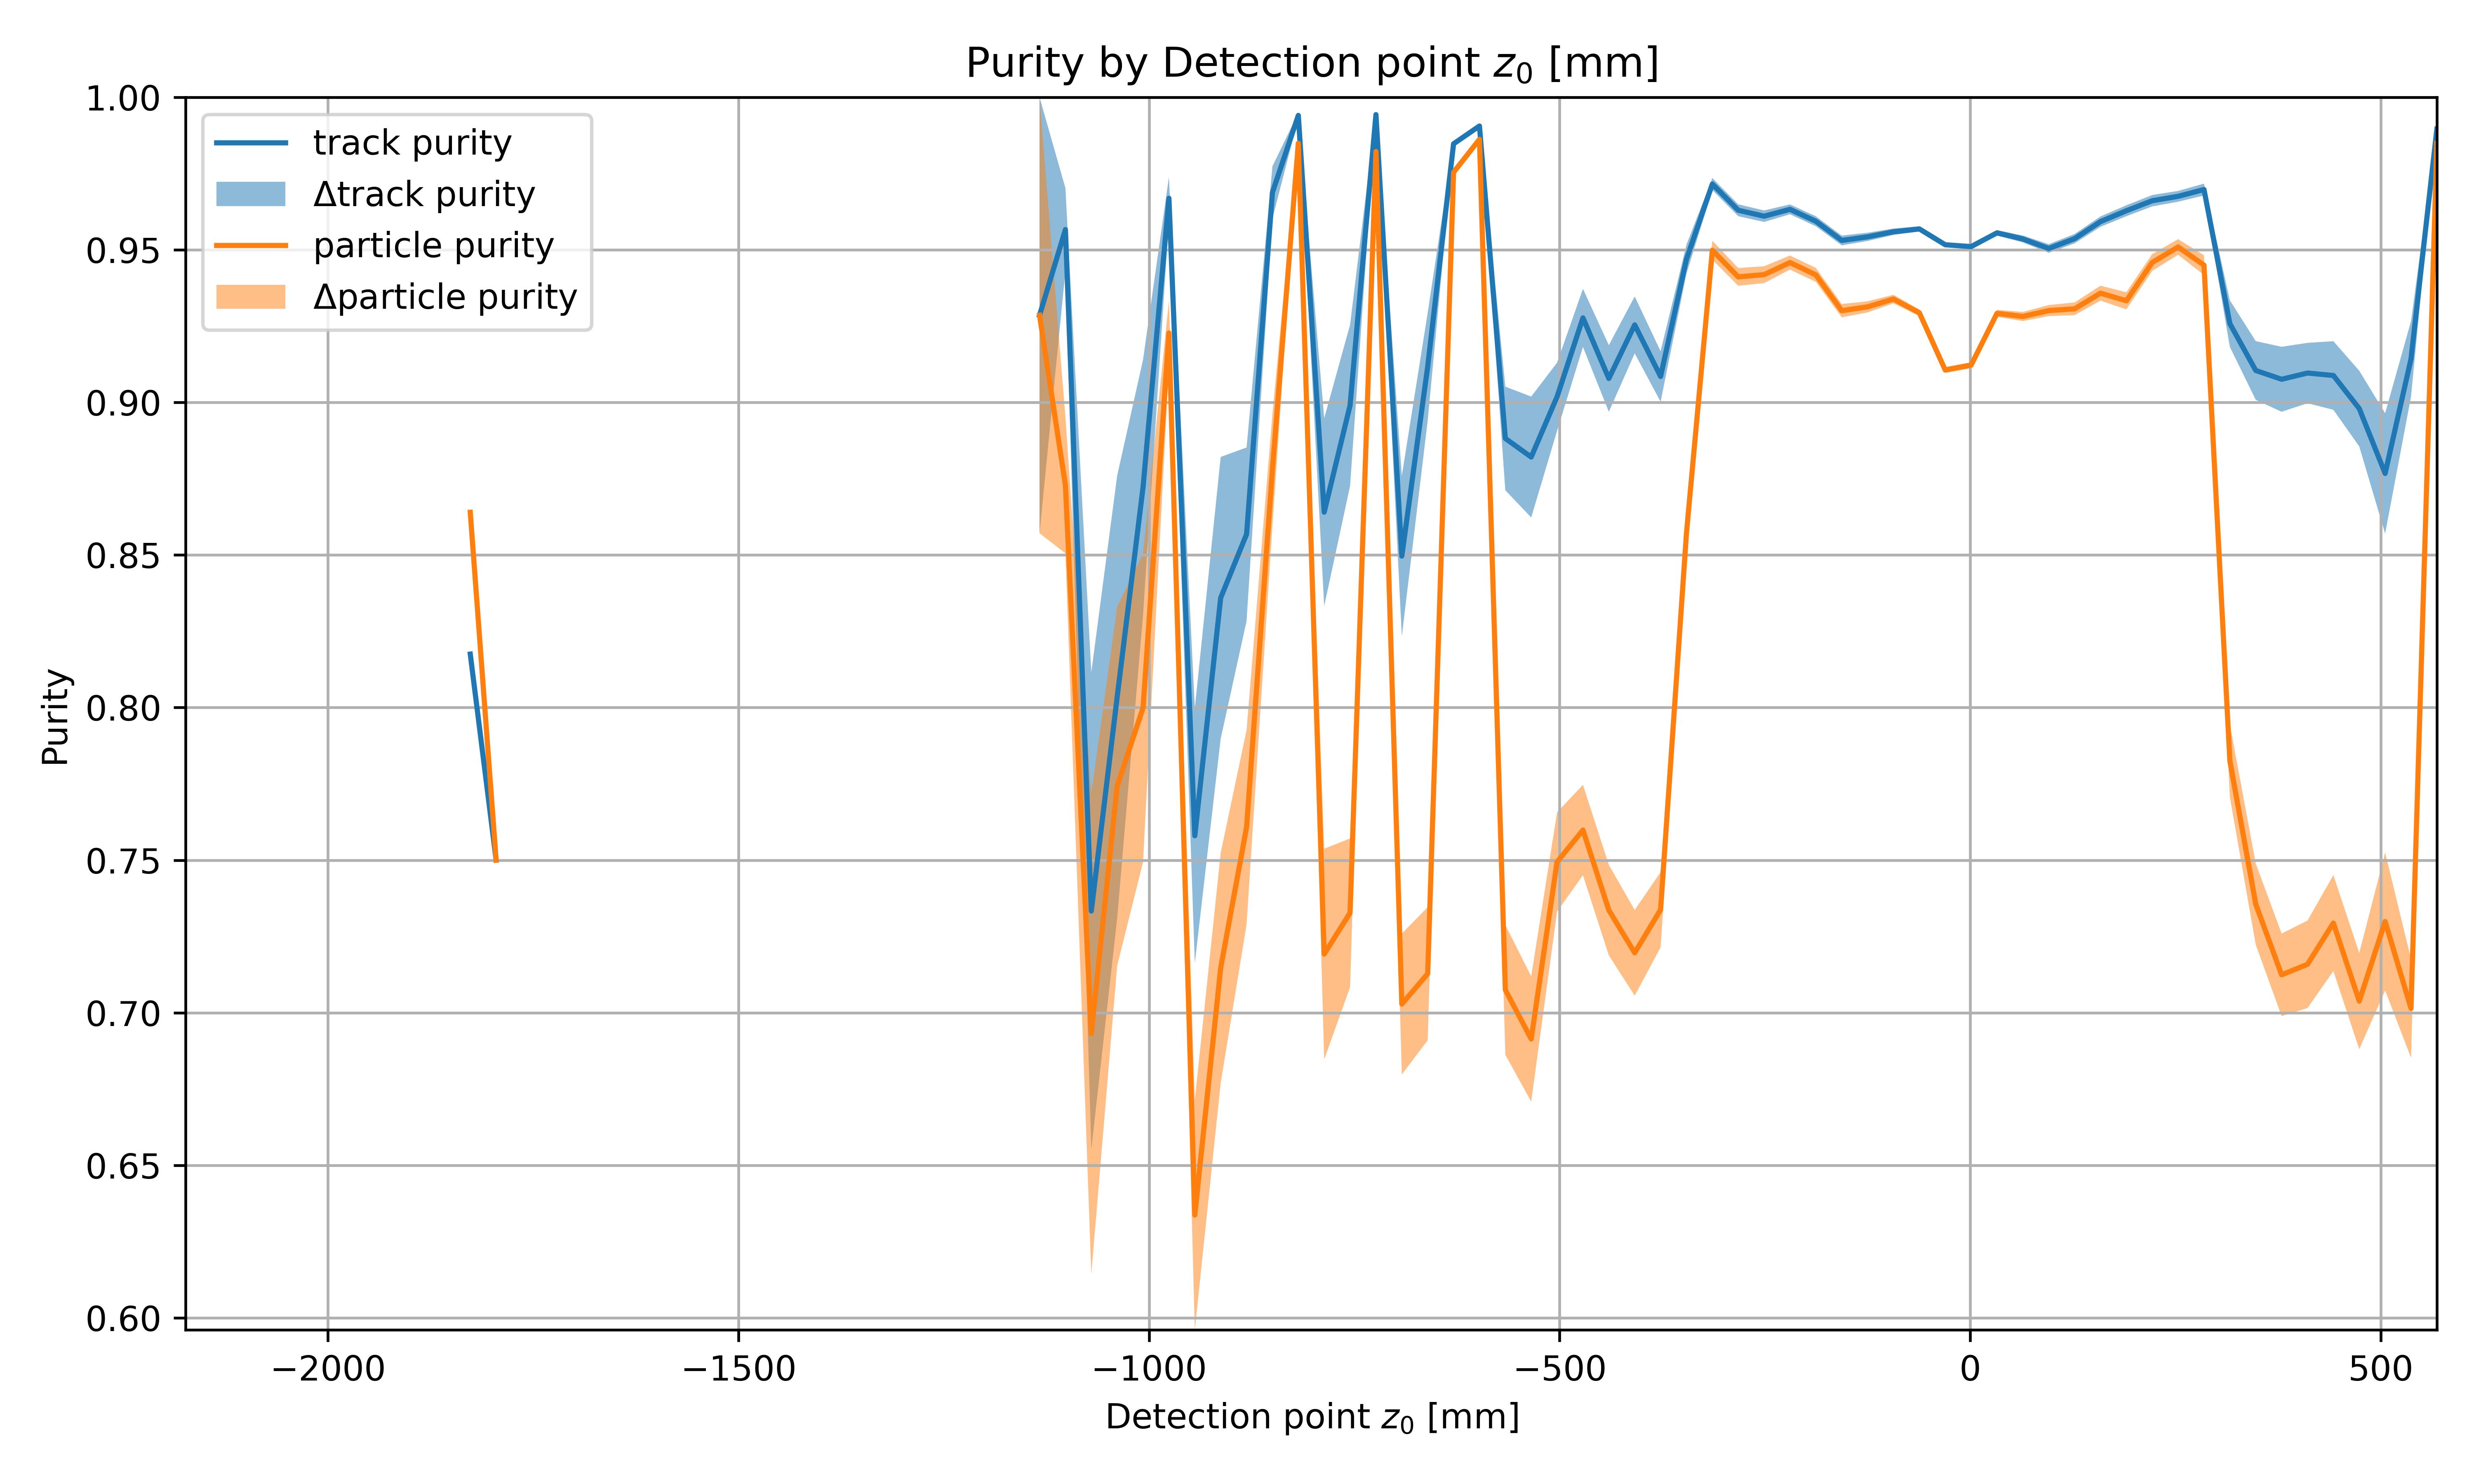 Purity by Detection point z₀ [mm]
1.00
0.95
0.90
0.85
0.80
0.75
0.70
0.65
0.60
Purity
track purity
Δtrack purity
particle purity
Δparticle purity
−2000 −1500 −1000 −500 0 500
Detection point z₀ [mm]